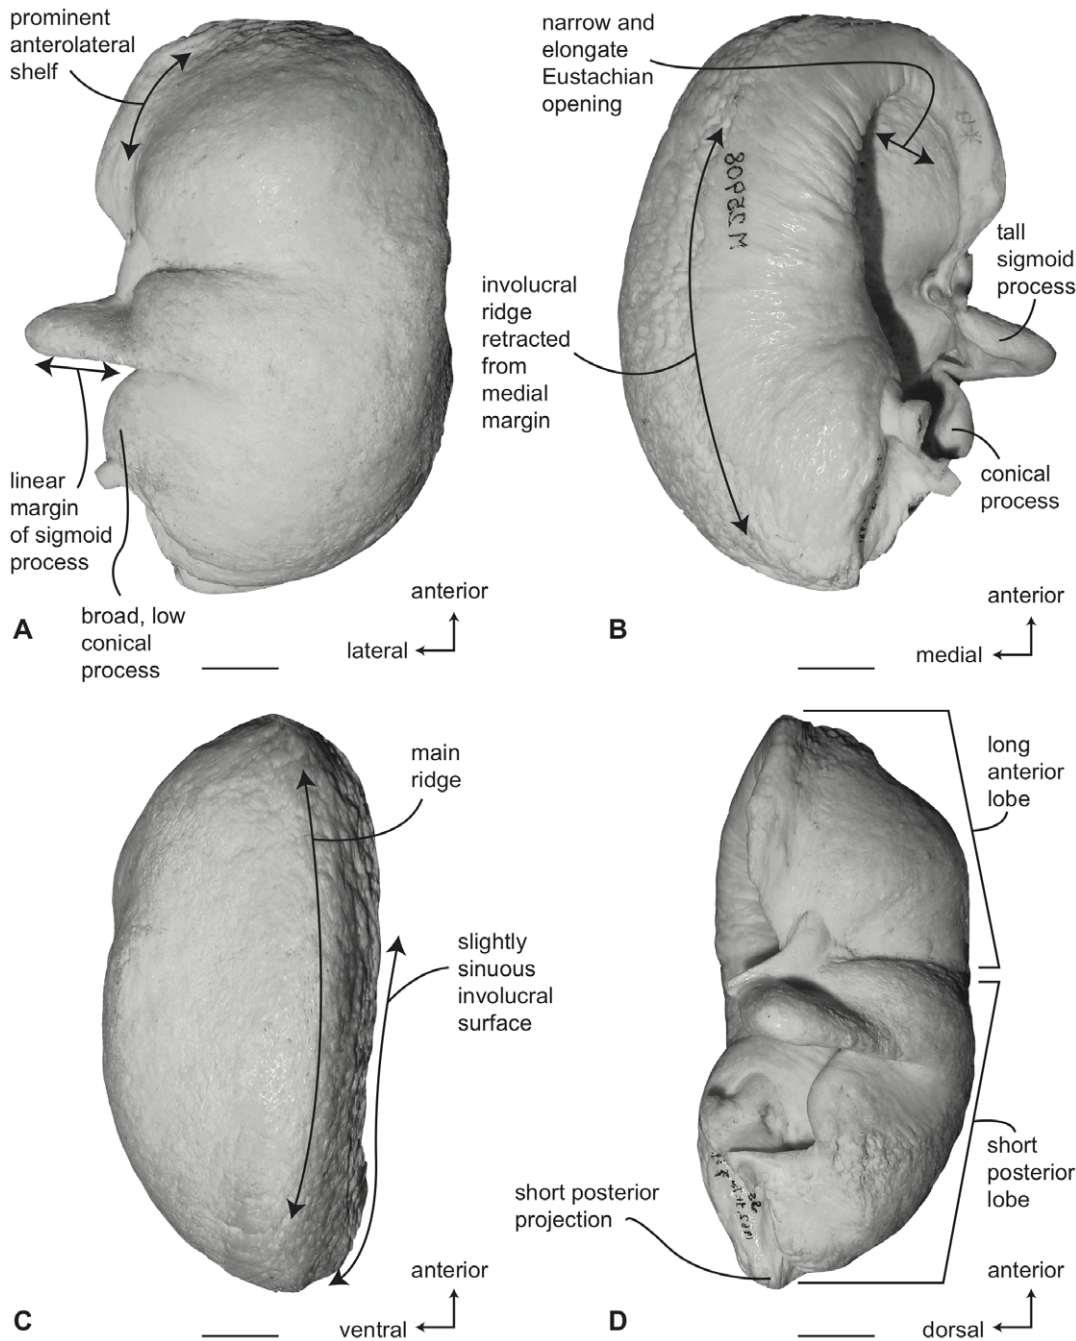 prominent
anterolateral
shelf
linear
margin
of sigmoid
process
broad, low
conical
process
A
anterior
lateral
narrow and
elongate
Eustachian
opening
involucral
ridge
retracted
from
medial
margin
tall
sigmoid
process
conical
process
B
anterior
medial
main
ridge
slightly
sinuous
involucral
surface
C
anterior
ventral
long
anterior
lobe
short
posterior
lobe
short posterior
projection
D
anterior
dorsal